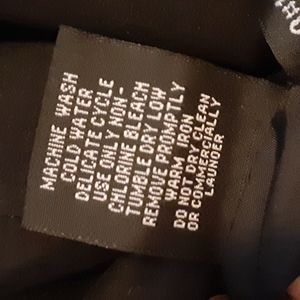 MACHINE WASH
COLD WATER
DELICATE CYCLE
USE ONLY NON-
CHLORINE BLEACH
TUMBLE DRY LOW
REMOVE PROMPTLY
WARM IRON
DO NOT DRY CLEAN
OR COMMERCIALLY
LAUNDER